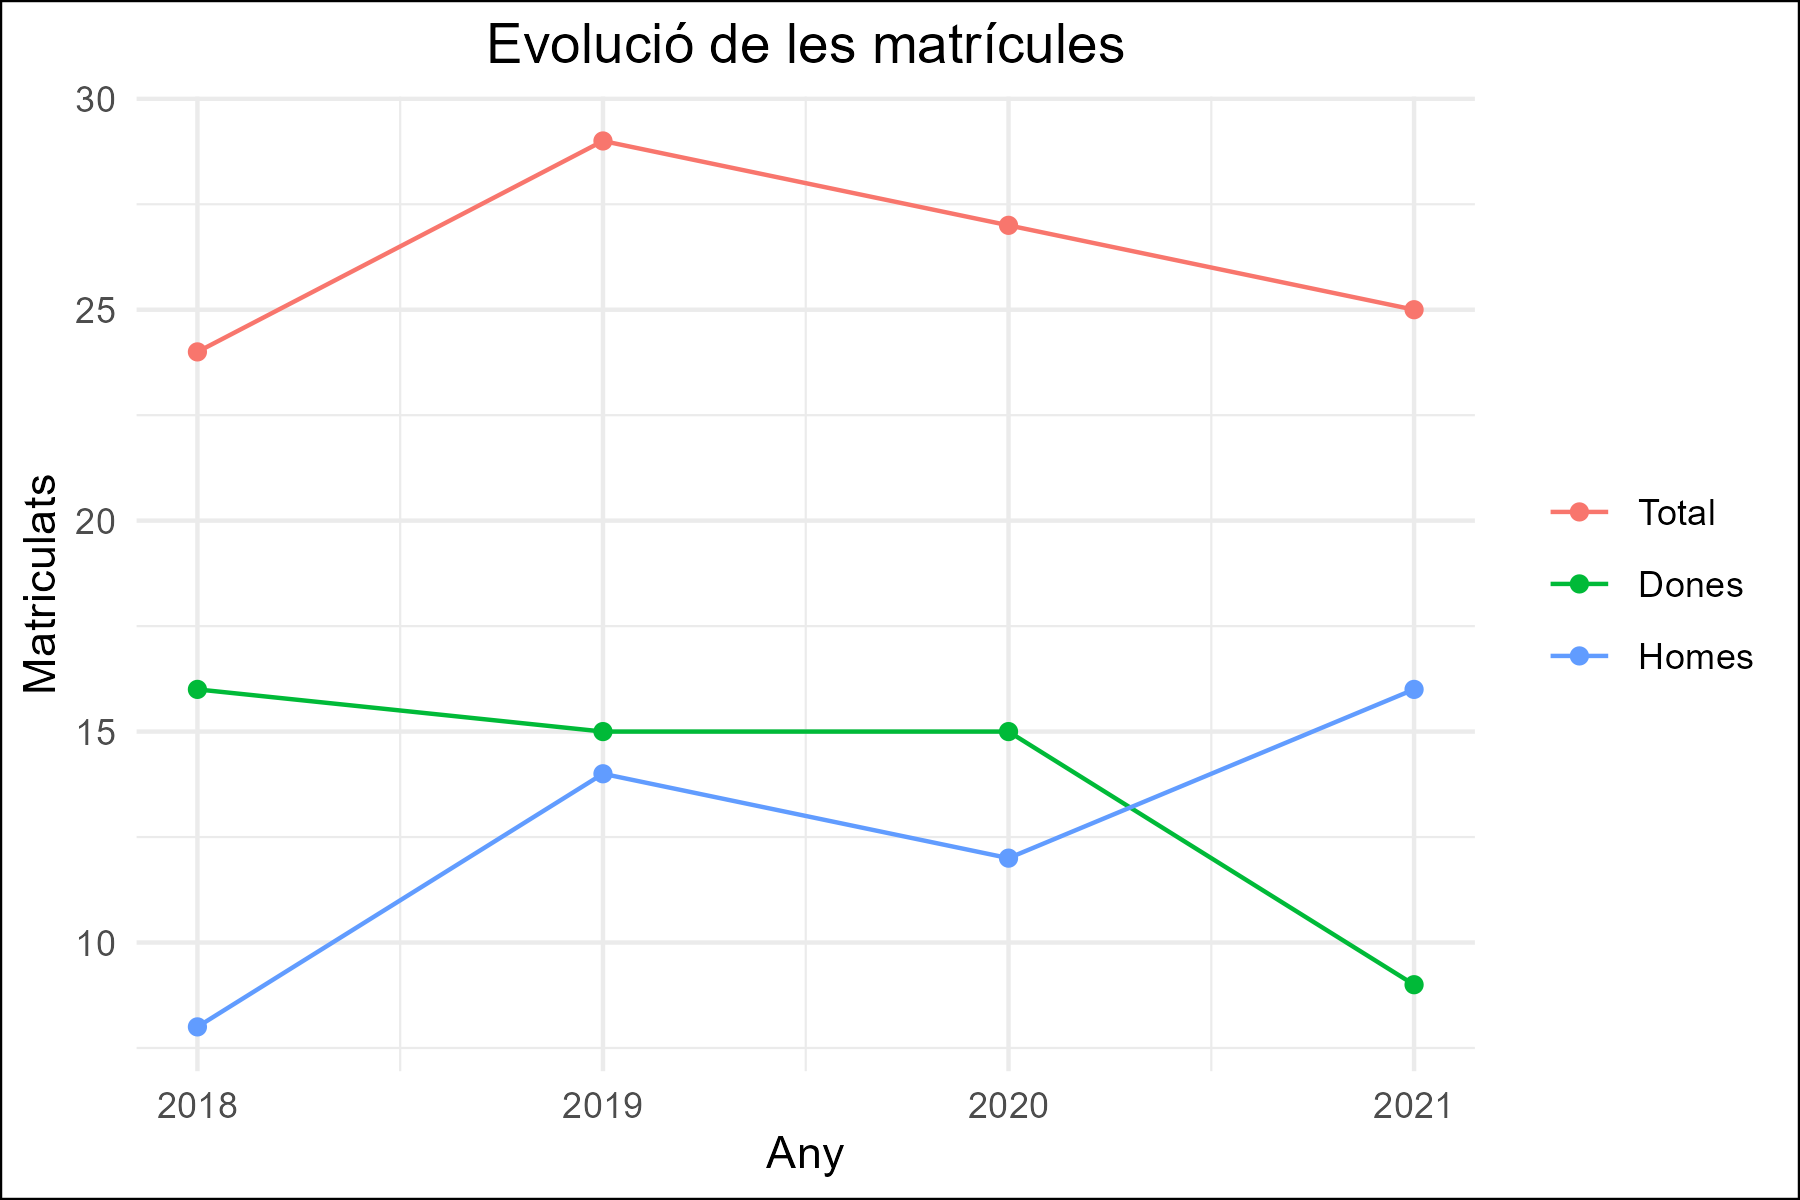 Evolució de les matrícules
Matriculats
30
25
20
15
10
2018 2019 2020 2021
Any
Total
Dones
Homes